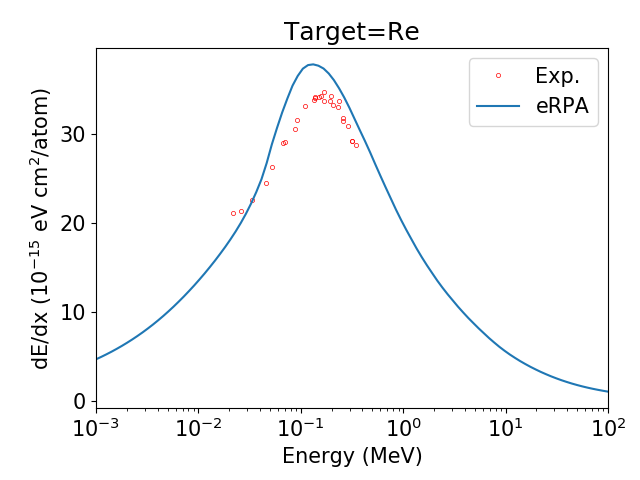 Target=Re
dE/dx (10⁻¹⁵ eV cm²/atom)
30
20
10
0
Exp.
eRPA
10⁻³ 10⁻² 10⁻¹ 10⁰ 10¹ 10²
Energy (MeV)